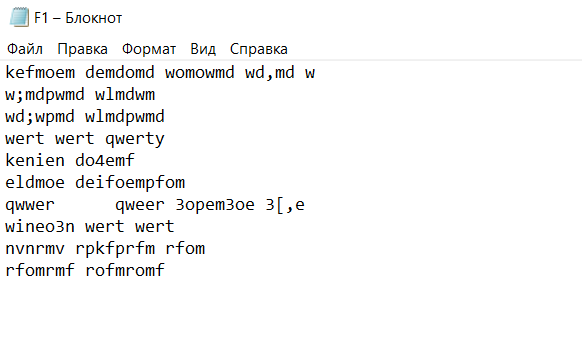 F1 – Блокнот
Файл Правка Формат Вид Справка
kefmoem demdomd womowmd wd,md w
w;mdpwmd wlmdwm
wd;wpmd wlmdpwmd
wert wert qwerty
kenien do4emf
eldmoe deifoempfom
qwwer      qweer 3opem3oe 3[,e
wineo3n wert wert
nvnrmv rpkfprfm rfom
rfomrmf rofmromf